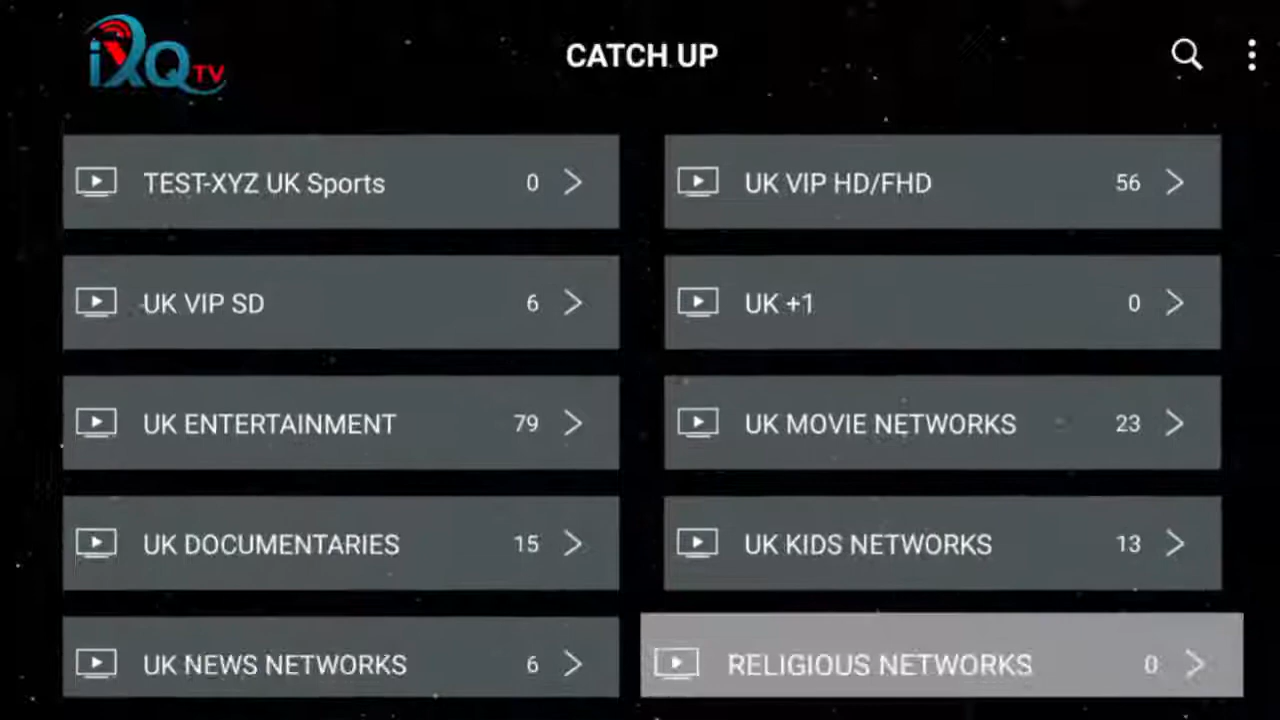 iXQ TV
CATCH UP
TEST-XYZ UK Sports 0
UK VIP HD/FHD 56
UK VIP SD 6
UK +1 0
UK ENTERTAINMENT 79
UK MOVIE NETWORKS 23
UK DOCUMENTARIES 15
UK KIDS NETWORKS 13
UK NEWS NETWORKS 6
RELIGIOUS NETWORKS 0